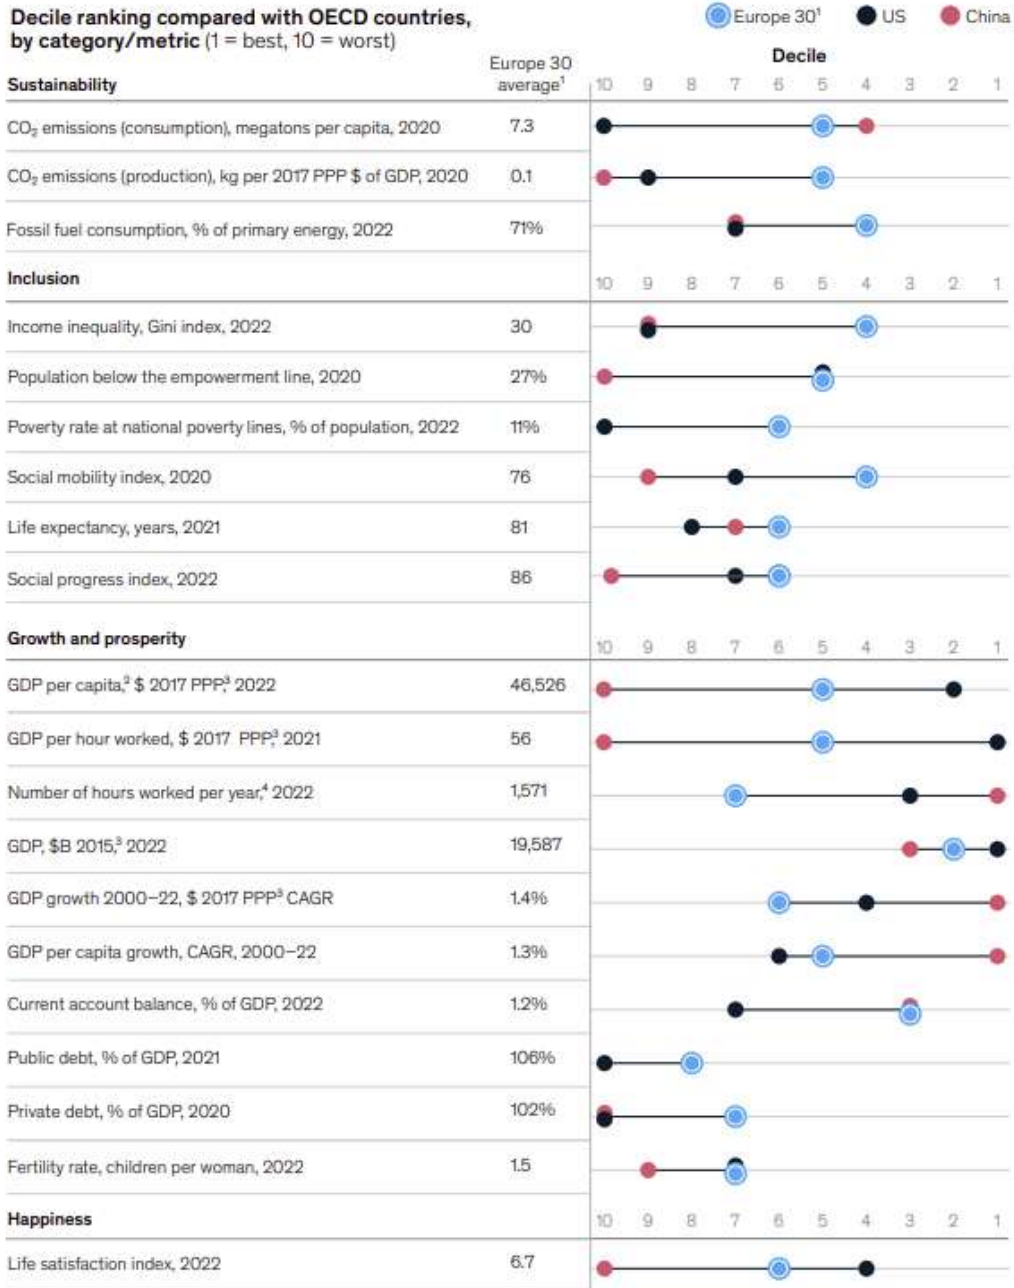 Decile ranking compared with OECD countries,
by category/metric (1 = best, 10 = worst)
Europe 30¹ US China
Sustainability
Europe 30
average¹
Decile
10 9 8 7 6 5 4 3 2 1
CO₂ emissions (consumption), megatons per capita, 2020 7.3
CO₂ emissions (production), kg per 2017 PPP $ of GDP, 2020 0.1
Fossil fuel consumption, % of primary energy, 2022 71%
Inclusion 10 9 8 7 6 5 4 3 2 1
Income inequality, Gini index, 2022 30
Population below the empowerment line, 2020 27%
Poverty rate at national poverty lines, % of population, 2022 11%
Social mobility index, 2020 76
Life expectancy, years, 2021 81
Social progress index, 2022 86
Growth and prosperity 10 9 8 7 6 5 4 3 2 1
GDP per capita,² $ 2017 PPP,³ 2022 46,526
GDP per hour worked, $ 2017 PPP,³ 2021 56
Number of hours worked per year,⁴ 2022 1,571
GDP, $B 2015,³ 2022 19,587
GDP growth 2000–22, $ 2017 PPP³ CAGR 1.4%
GDP per capita growth, CAGR, 2000–22 1.3%
Current account balance, % of GDP, 2022 1.2%
Public debt, % of GDP, 2021 106%
Private debt, % of GDP, 2020 102%
Fertility rate, children per woman, 2022 1.5
Happiness 10 9 8 7 6 5 4 3 2 1
Life satisfaction index, 2022 6.7